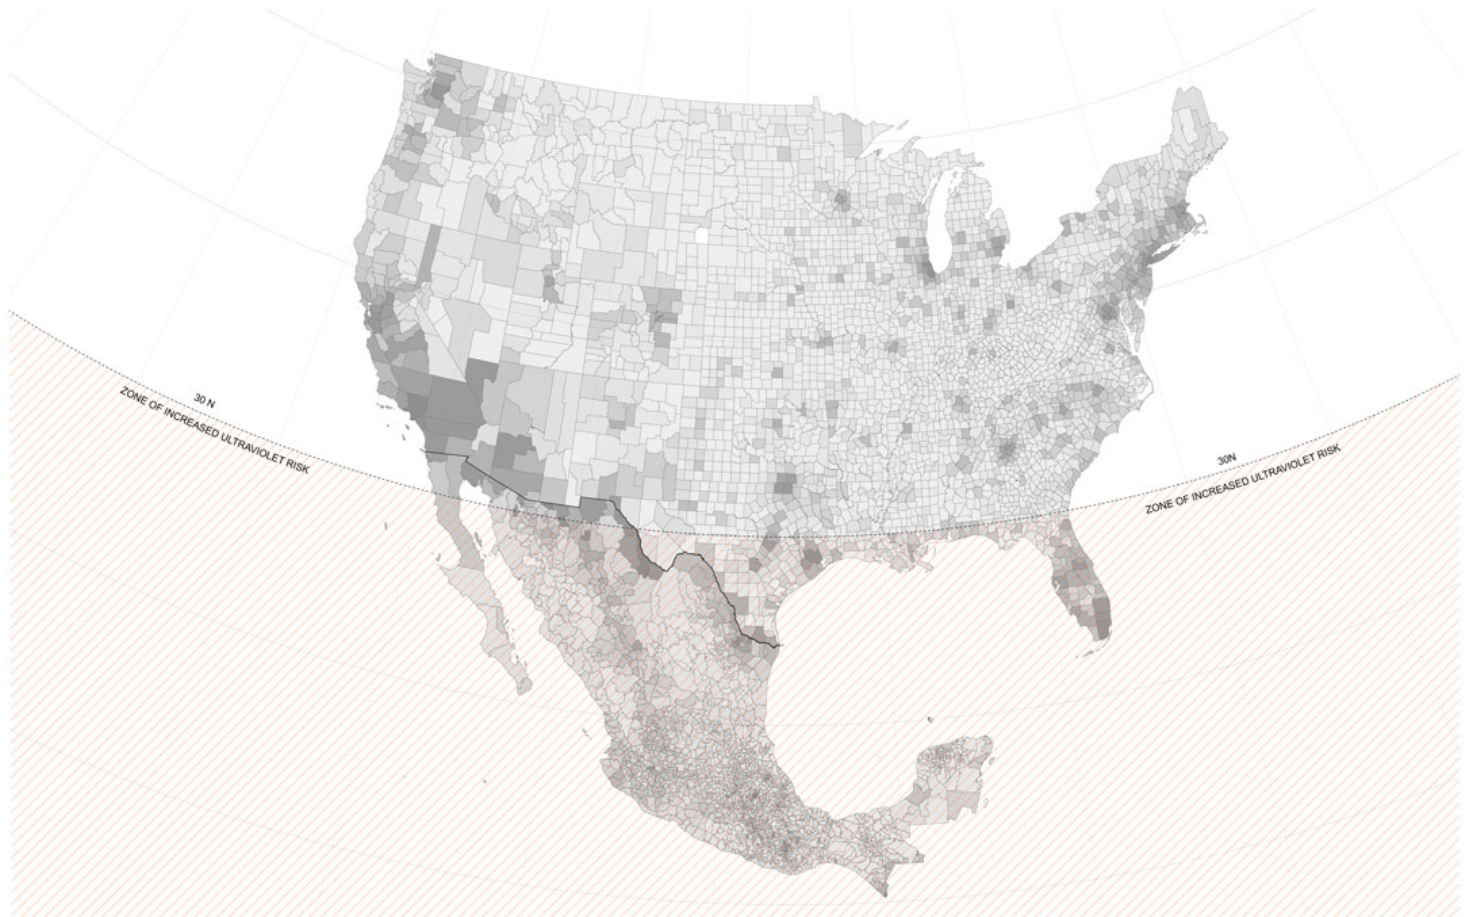 30 N
ZONE OF INCREASED ULTRAVIOLET RISK
30N
ZONE OF INCREASED ULTRAVIOLET RISK